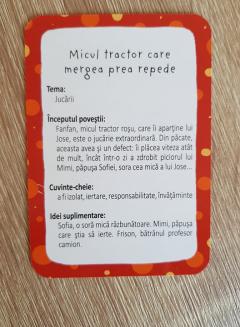 Micul tractor care
mergea prea repede
Tema:
Jucării
Începutul poveștii:
Fanfan, micul tractor roșu, care îi aparține lui
Jose, este o jucărie extraordinară. Din păcate,
aceasta avea și un defect: îi plăcea viteza atât
de mult, încât într-o zi a zdrobit piciorul lui
Mimi, păpușa Sofiei, sora cea mică a lui Jose...
Cuvinte-cheie:
a fi izolat, iertare, responsabilitate, învățăminte
Idei suplimentare:
Sofia, o soră mică răzbunătoare. Mimi, păpușa
care știa să ierte. Frison, bătrânul profesor
camion.